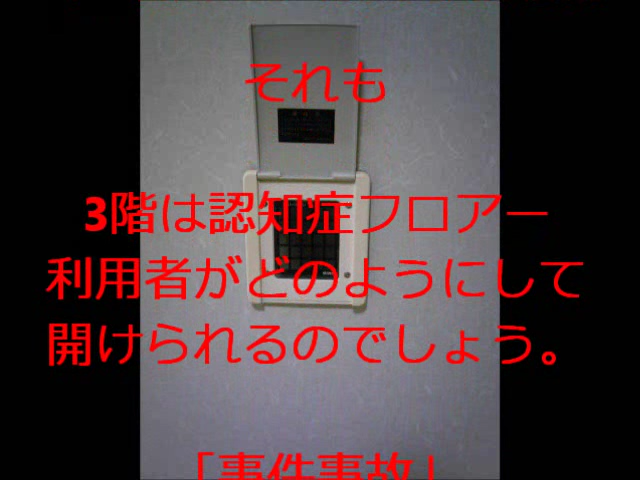 それも
3階は認知症フロアー
利用者がどのようにして
開けられるのでしょう。
「事件事故」